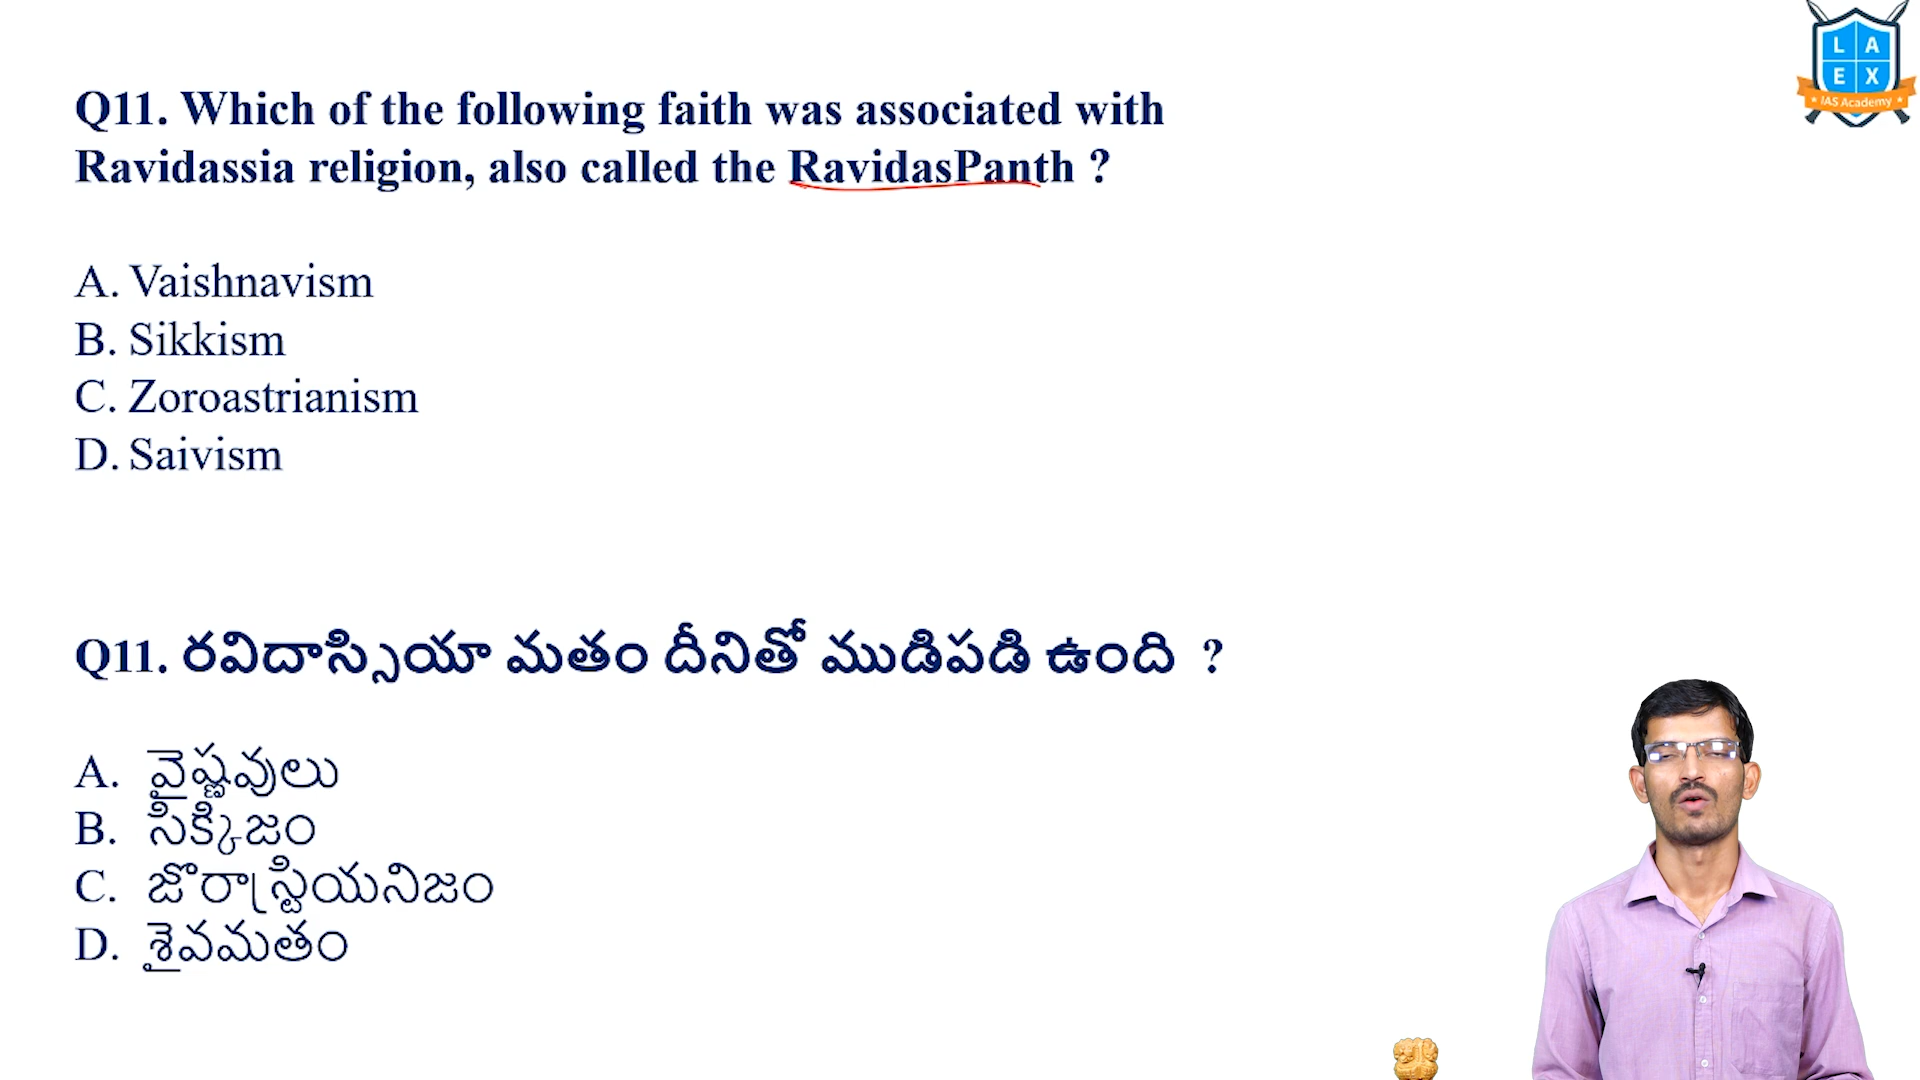 L A
E X
IAS Academy
Q11. Which of the following faith was associated with
Ravidassia religion, also called the RavidasPanth ?
A. Vaishnavism
B. Sikkism
C. Zoroastrianism
D. Saivism
Q11. రవిదాస్సియా మతం దీనితో ముడిపడి ఉంది ?
A. వైష్ణవులు
B. సిక్కిజం
C. జొరాస్ట్రియనిజం
D. శైవమతం